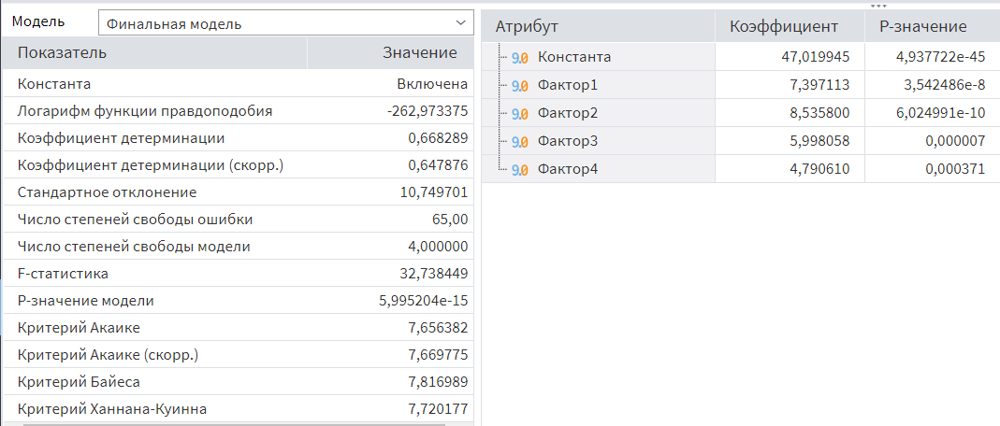 Модель Финальная модель
Показатель Значение
Константа Включена
Логарифм функции правдоподобия -262,973375
Коэффициент детерминации 0,668289
Коэффициент детерминации (скорр.) 0,647876
Стандартное отклонение 10,749701
Число степеней свободы ошибки 65,00
Число степеней свободы модели 4,000000
F-статистика 32,738449
Р-значение модели 5,995204e-15
Критерий Акаике 7,656382
Критерий Акаике (скорр.) 7,669775
Критерий Байеса 7,816989
Критерий Ханнана-Куинна 7,720177
Атрибут Коэффициент Р-значение
9.0 Константа 47,019945 4,937722e-45
9.0 Фактор1 7,397113 3,542486e-8
9.0 Фактор2 8,535800 6,024991e-10
9.0 Фактор3 5,998058 0,000007
9.0 Фактор4 4,790610 0,000371